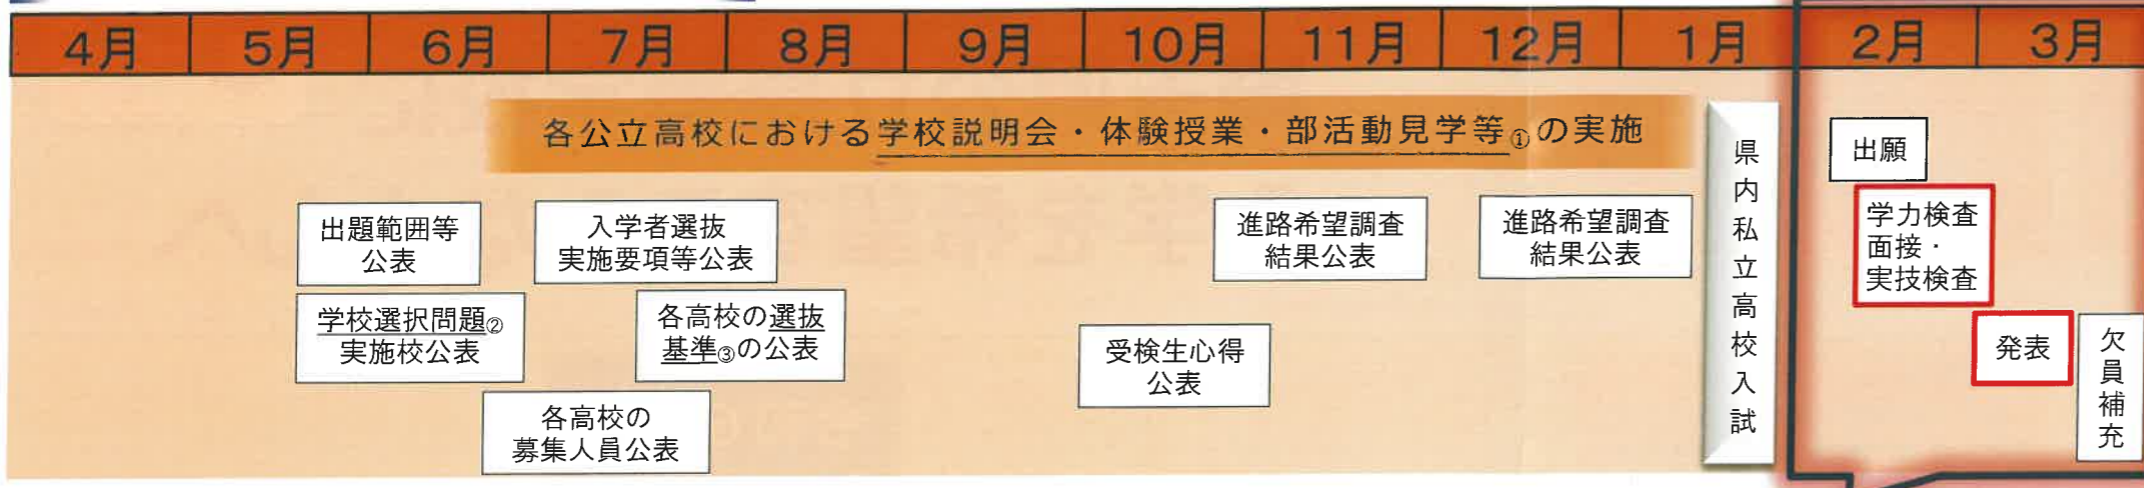 4月 5月 6月 7月 8月 9月 10月 11月 12月 1月 2月 3月
各公立高校における学校説明会・体験授業・部活動見学等①の実施
出題範囲等
公表
入学者選抜
実施要項等公表
進路希望調査
結果公表
進路希望調査
結果公表
学校選択問題②
実施校公表
各高校の選抜
基準③の公表
受検生心得
公表
各高校の
募集人員公表
県内私立高校入試
出願
学力検査
面接・
実技検査
発表
欠員補充